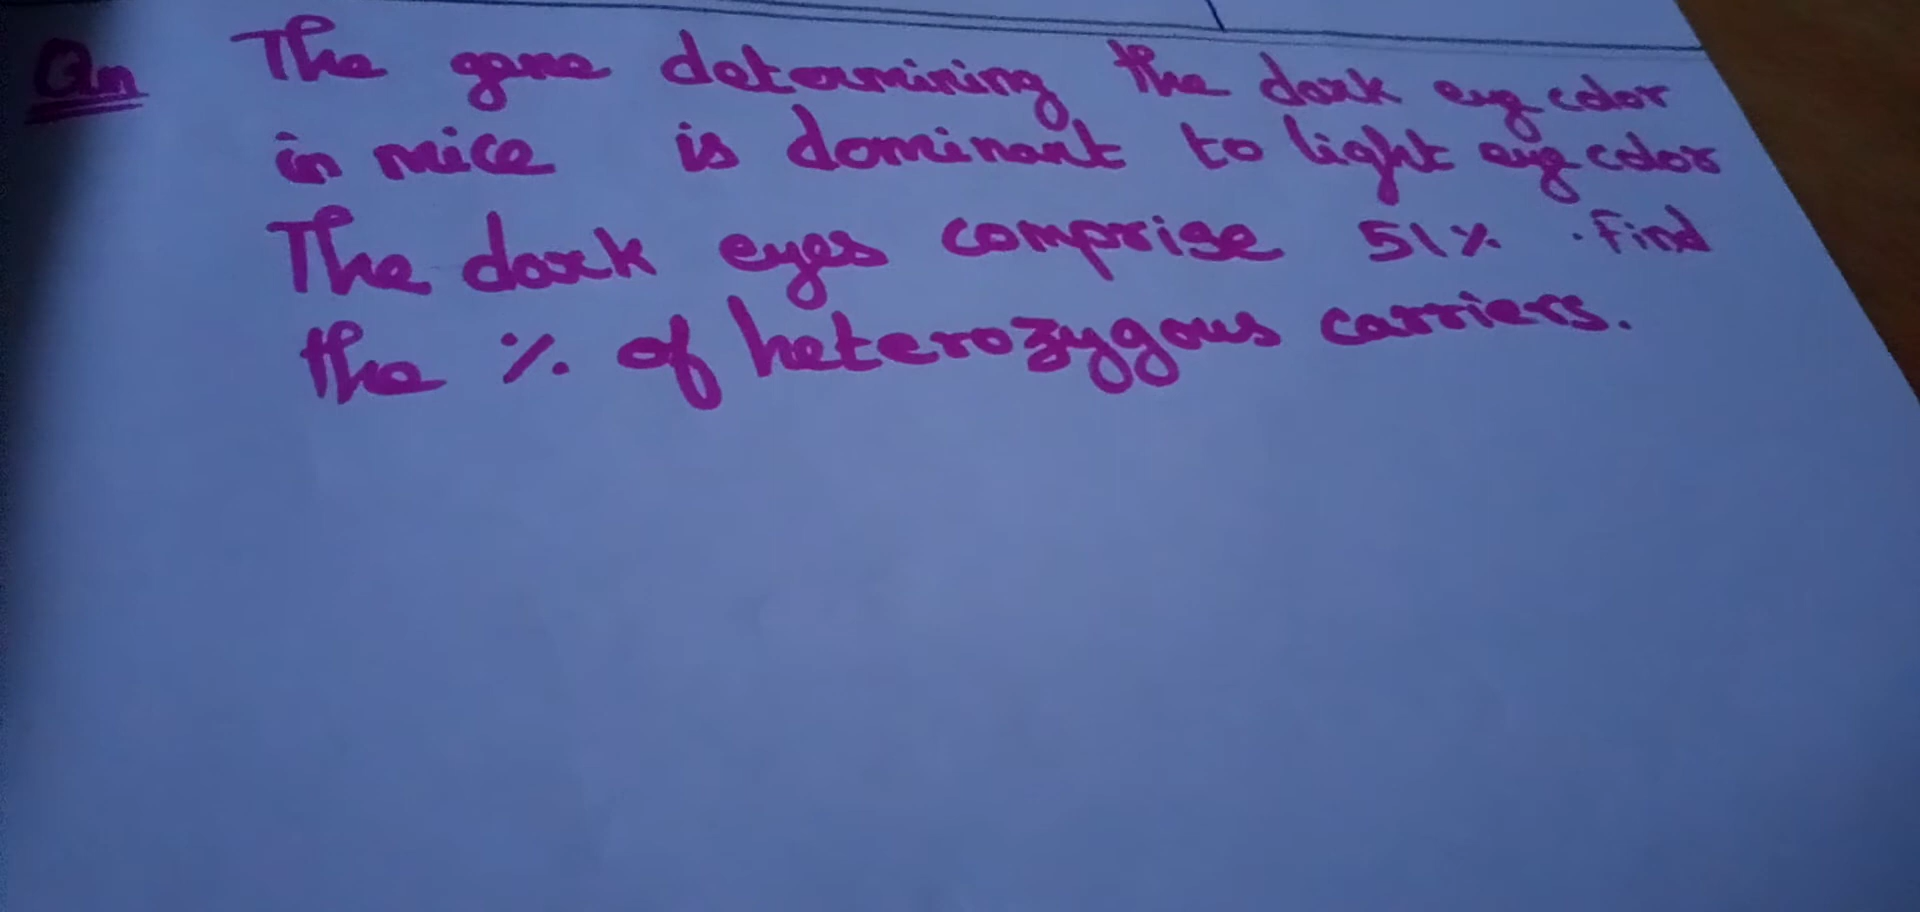 Qn The gene determining the dark eye color
in mice is dominant to light eye color
The dark eyes comprise 51% . Find
the % of heterozygous carriers.